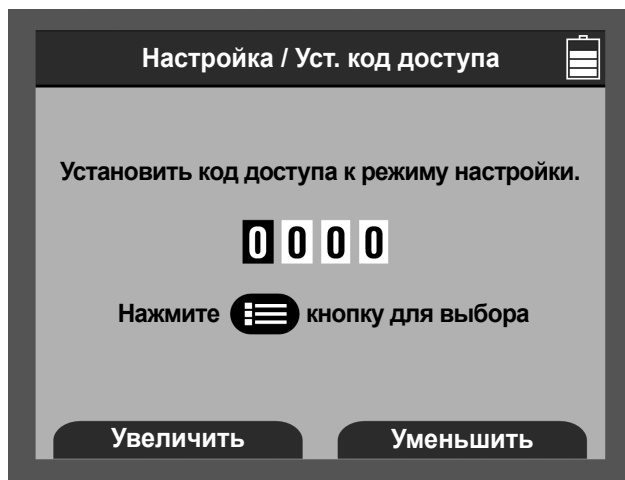 Настройка / Уст. код доступа
Установить код доступа к режиму настройки.
0 0 0 0
Нажмите кнопку для выбора
Увеличить Уменьшить